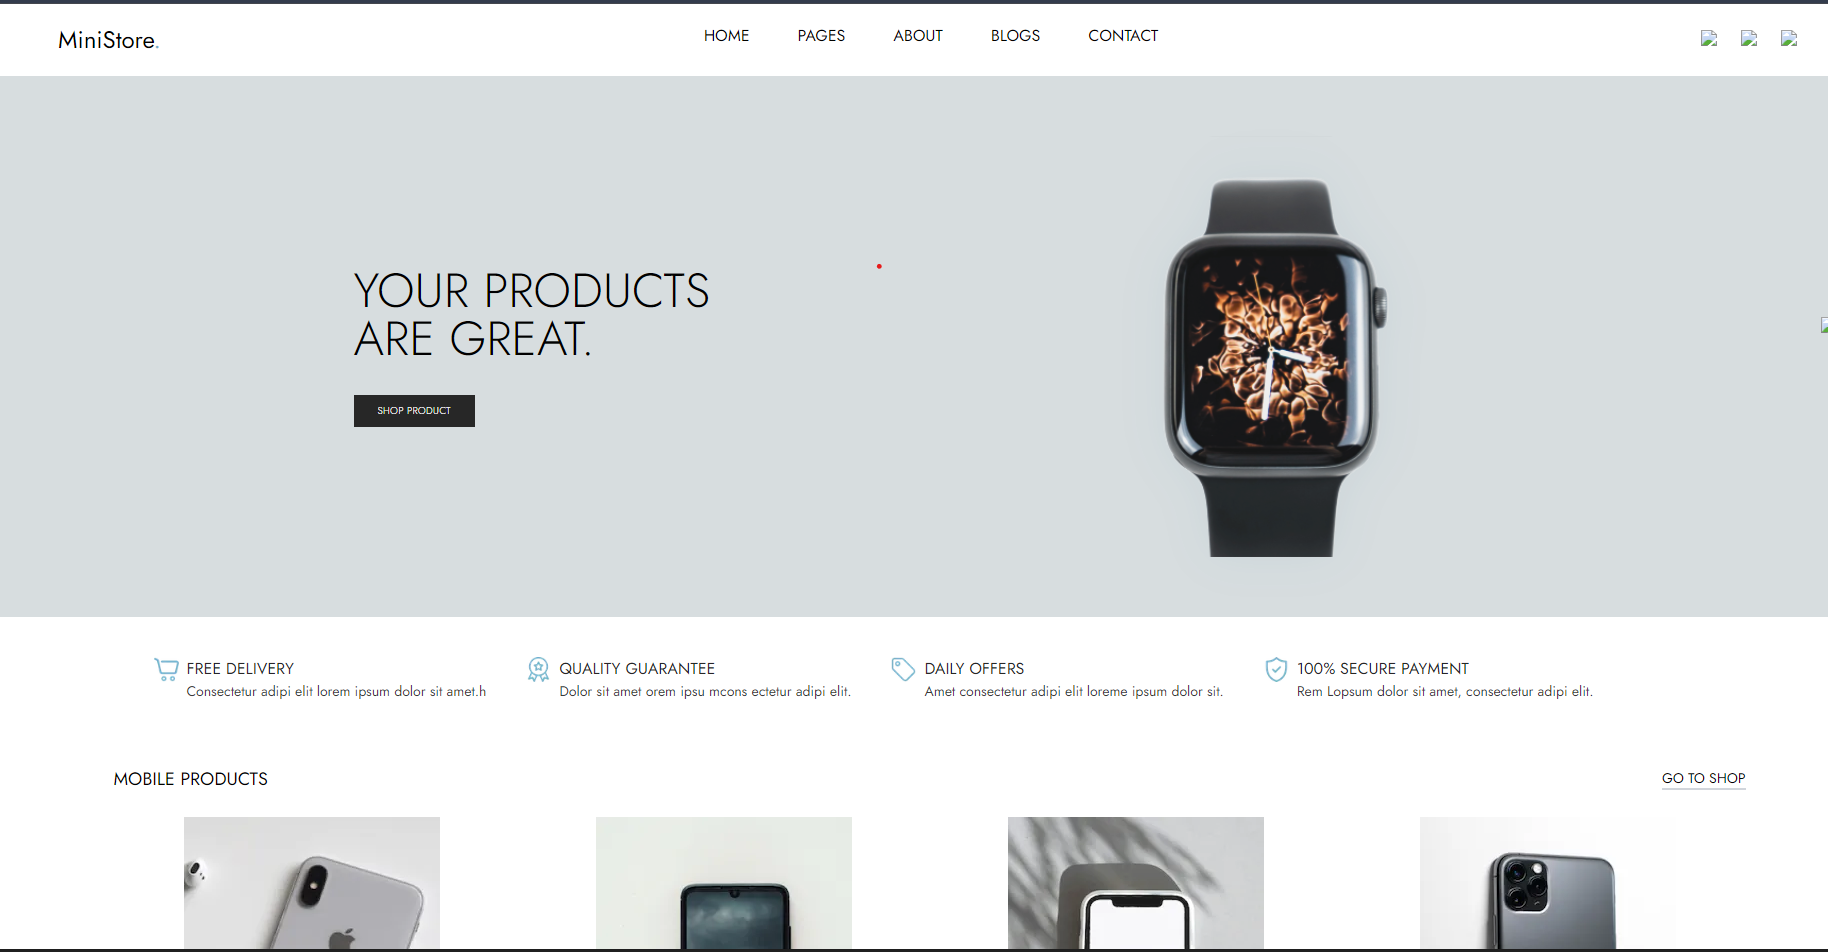 MiniStore.
HOME PAGES ABOUT BLOGS CONTACT
YOUR PRODUCTS
ARE GREAT.
SHOP PRODUCT
FREE DELIVERY
Consectetur adipi elit lorem ipsum dolor sit amet.h
QUALITY GUARANTEE
Dolor sit amet orem ipsu mcons ectetur adipi elit.
DAILY OFFERS
Amet consectetur adipi elit loreme ipsum dolor sit.
100% SECURE PAYMENT
Rem Lopsum dolor sit amet, consectetur adipi elit.
MOBILE PRODUCTS
GO TO SHOP